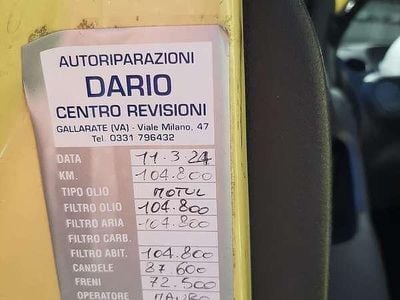 AUTORIPARAZIONI
DARIO
CENTRO REVISIONI
GALLARATE (VA) - Viale Milano, 47
Tel. 0331 796432
DATA 11.3.24
KM. 104.800
TIPO OLIO MOTUL
FILTRO OLIO 104.800
FILTRO ARIA 104.800
FILTRO CARB.
FILTRO ABIT. 104.800
CANDELE 87.600
FRENI 72.500
OPERATORE MAURO